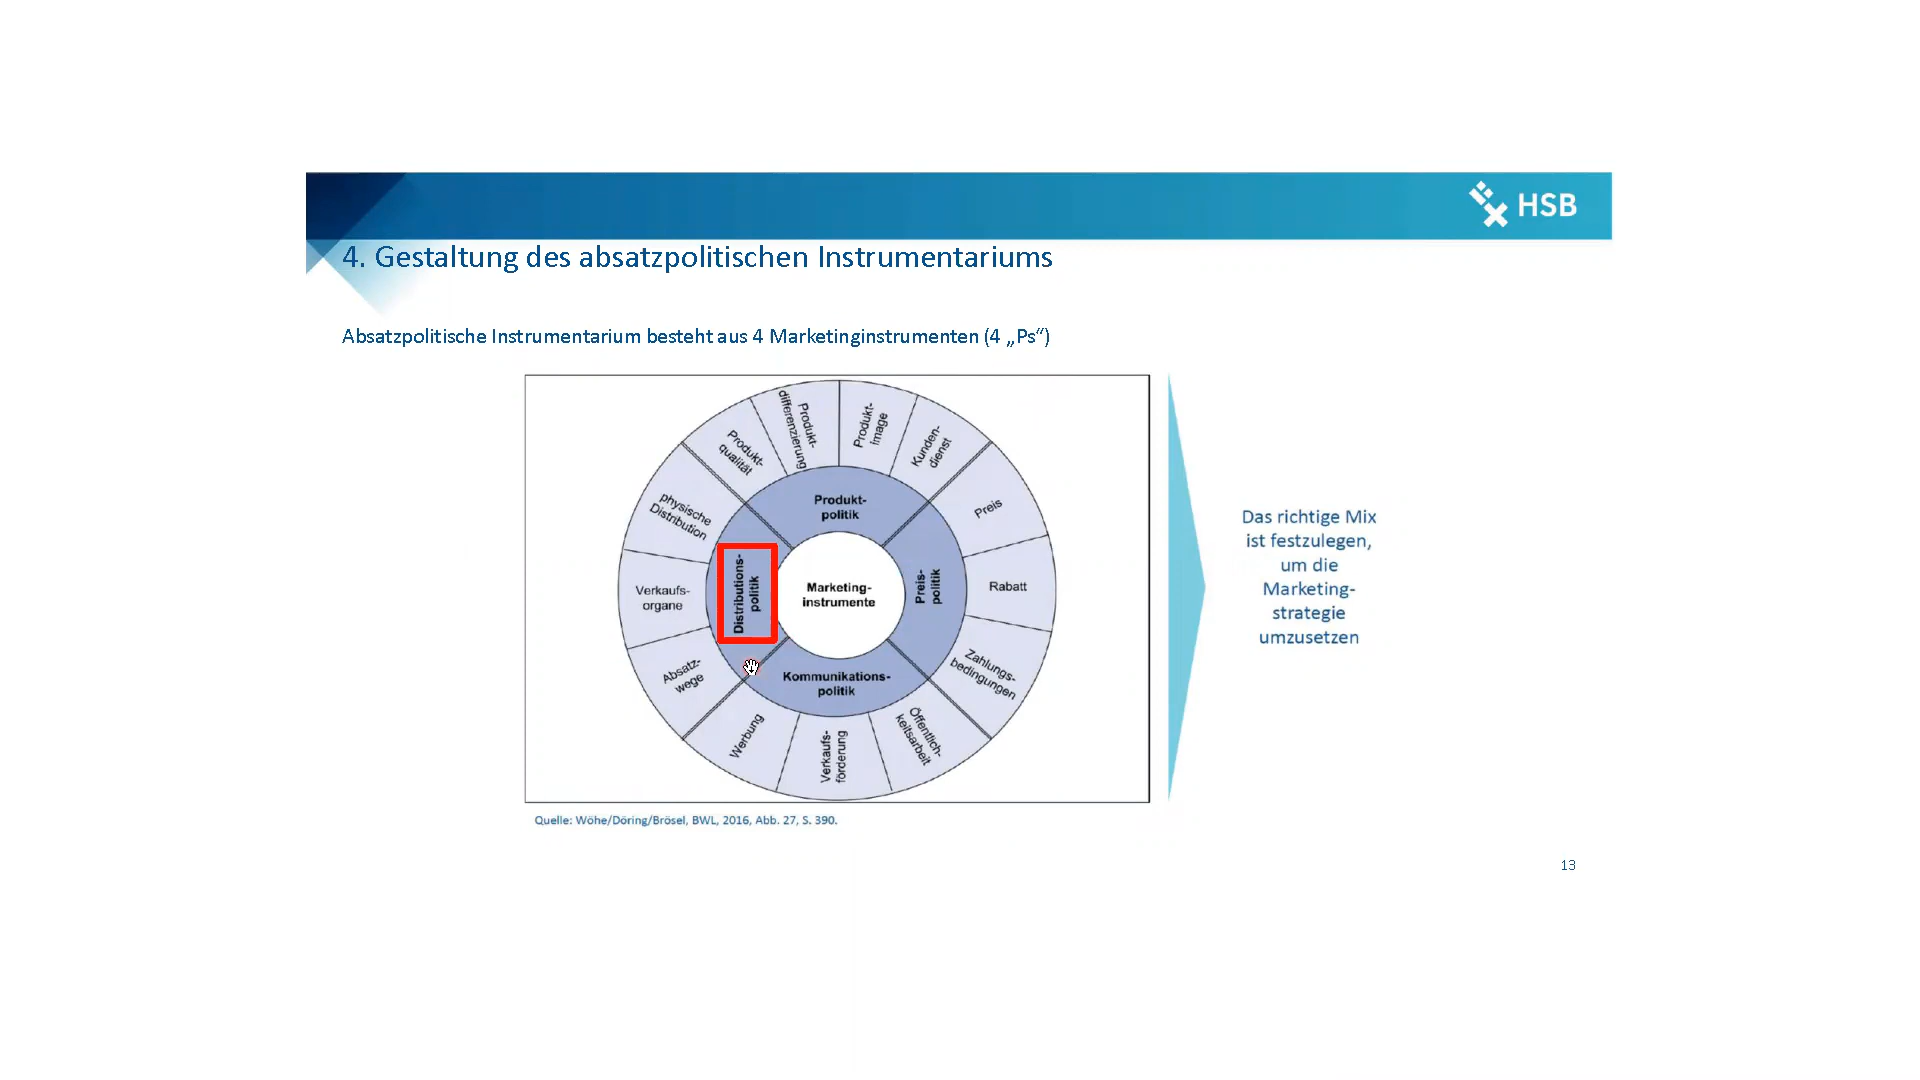 HSB
4. Gestaltung des absatzpolitischen Instrumentariums
Absatzpolitische Instrumentarium besteht aus 4 Marketinginstrumenten (4 „Ps“)
Produkt-
qualität
Produkt-
differenzierung
Produkt-
image
Kunden-
dienst
Preis
Rabatt
Zahlungs-
bedingungen
Öffentlich-
keitsarbeit
Verkaufs-
förderung
Werbung
Absatz-
wege
Verkaufs-
organe
physische
Distribution
Produkt-
politik
Preis-
politik
Kommunikations-
politik
Distributions-
politik
Marketing-
instrumente
Das richtige Mix
ist festzulegen,
um die
Marketing-
strategie
umzusetzen
Quelle: Wöhe/Döring/Brösel, BWL, 2016, Abb. 27, S. 390.
13